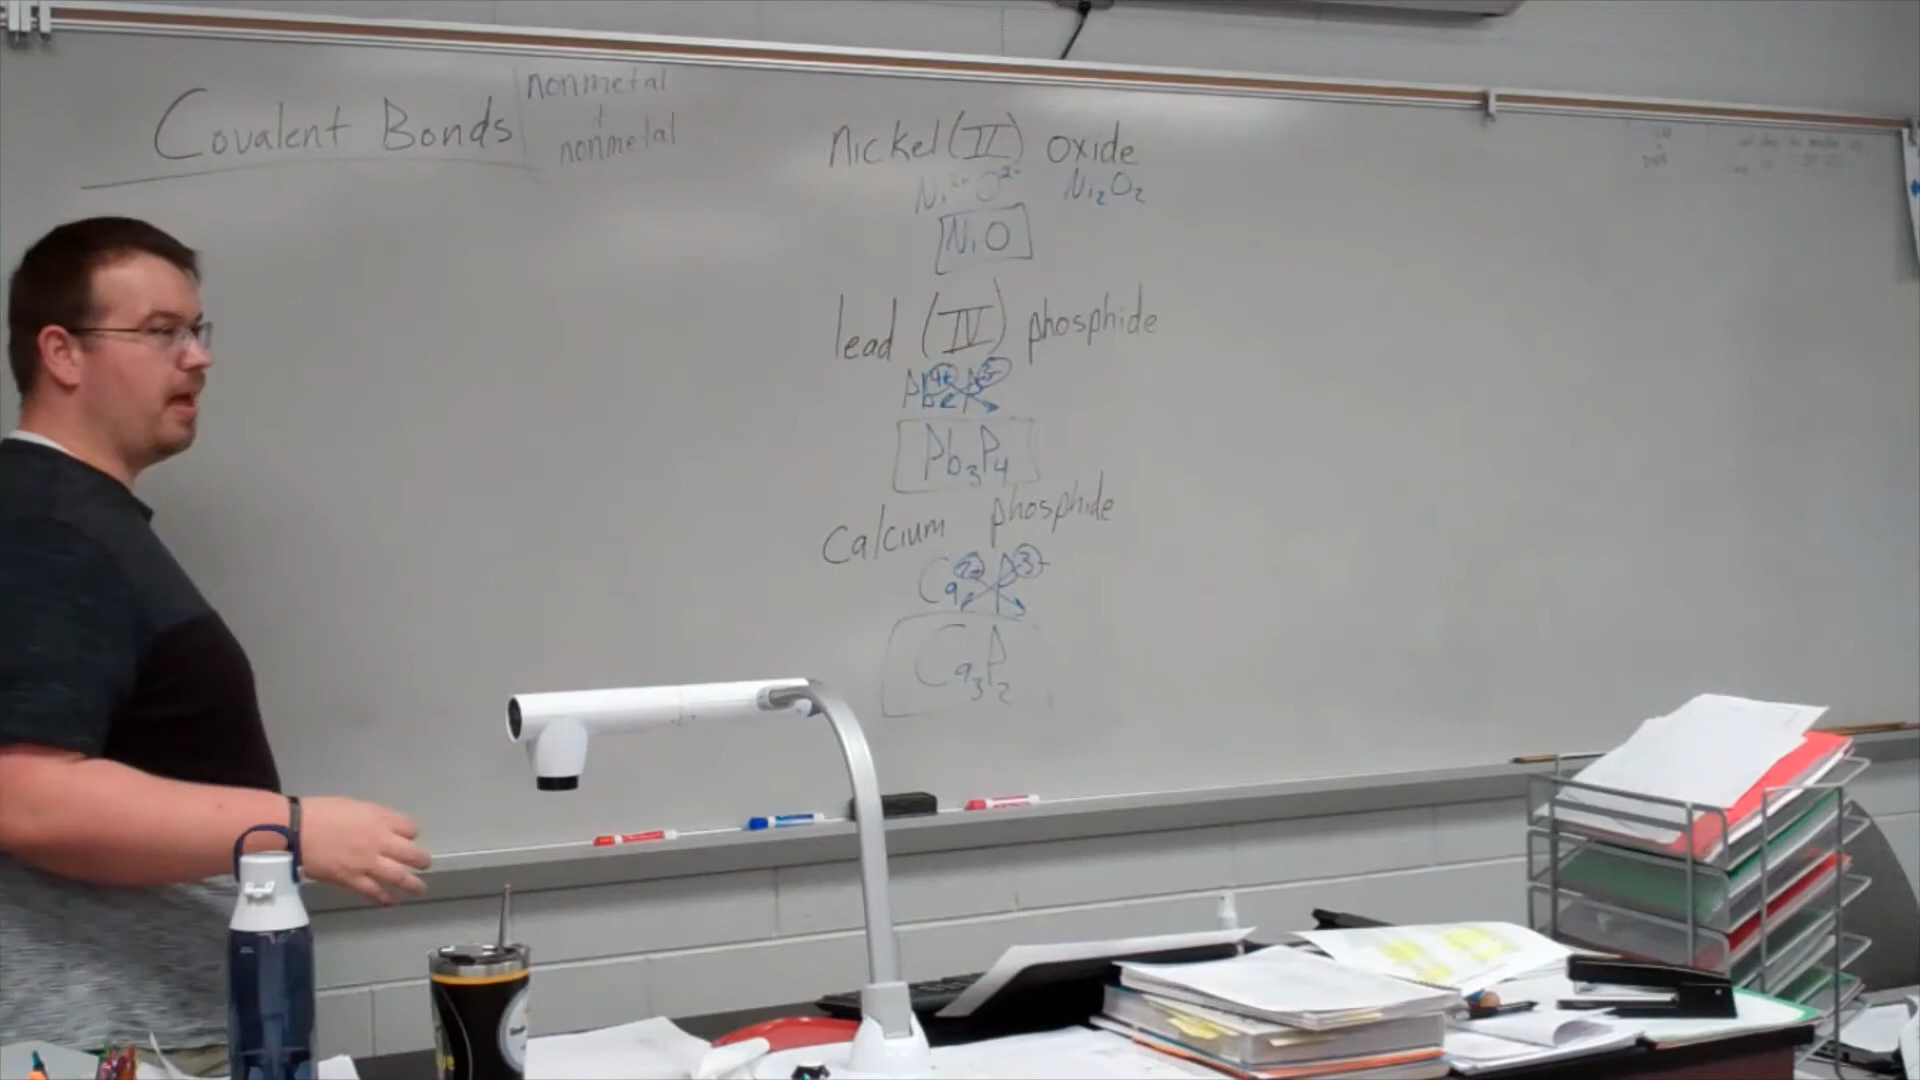 Covalent Bonds
nonmetal
+
nonmetal
nickel (II) oxide
Ni²⁺ O²⁻ Ni₂O₂
NiO
lead (IV) phosphide
Pb⁴⁺ P³⁻
Pb₃P₄
Calcium phosphide
Ca²⁺ P³⁻
Ca₃P₂